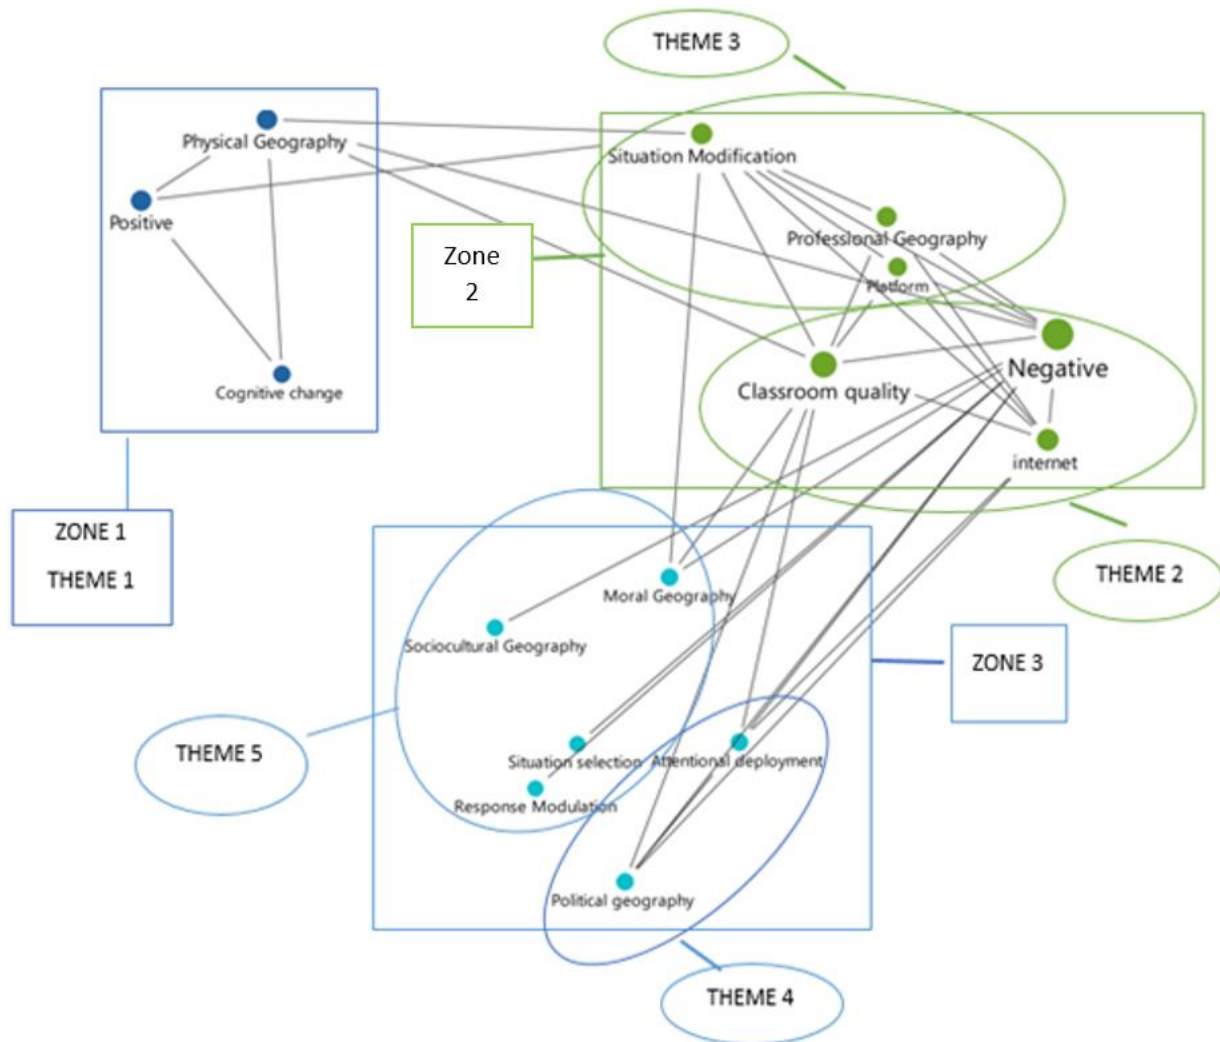 THEME 3
Physical Geography
Situation Modification
Positive
Professional Geography
Zone
2
Platform
Negative
Classroom quality
Cognitive change
internet
ZONE 1
THEME 1
THEME 2
Moral Geography
Sociocultural Geography
ZONE 3
THEME 5
Situation selection
Attentional deployment
Response Modulation
Political geography
THEME 4